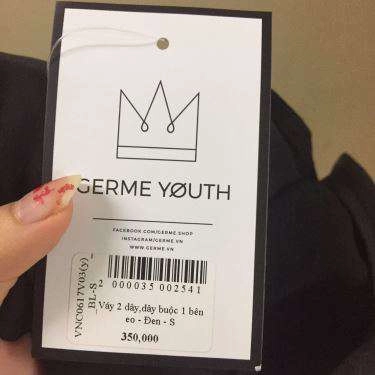 GERME YØUTH
FACEBOOK.COM/GERME.SHOP
INSTAGRAM/GERME.VN
WWW.GERME.VN
VNC0617V03(y)_
_BL-S_
2 000035 002541
Váy 2 dây,dây buộc 1 bên
eo - Đen - S
350,000